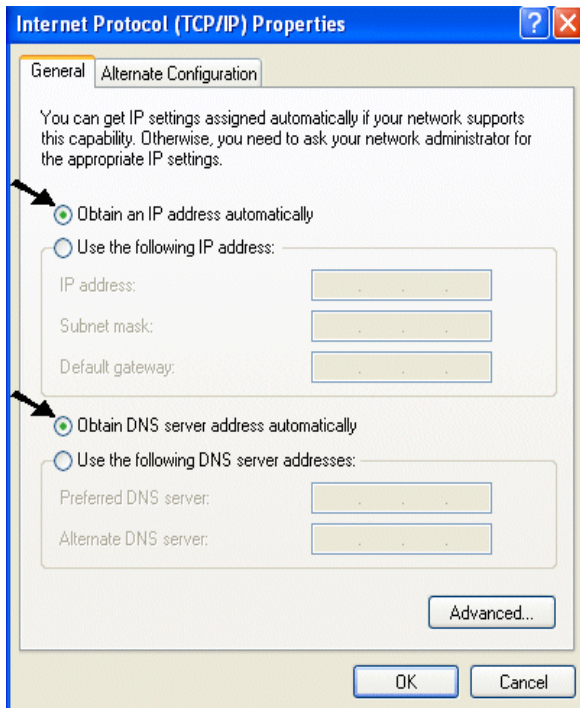 Internet Protocol (TCP/IP) Properties
General
Alternate Configuration
You can get IP settings assigned automatically if your network supports
this capability. Otherwise, you need to ask your network administrator for
the appropriate IP settings.
Obtain an IP address automatically
Use the following IP address:
IP address:
Subnet mask:
Default gateway:
Obtain DNS server address automatically
Use the following DNS server addresses:
Preferred DNS server:
Alternate DNS server:
Advanced...
OK
Cancel